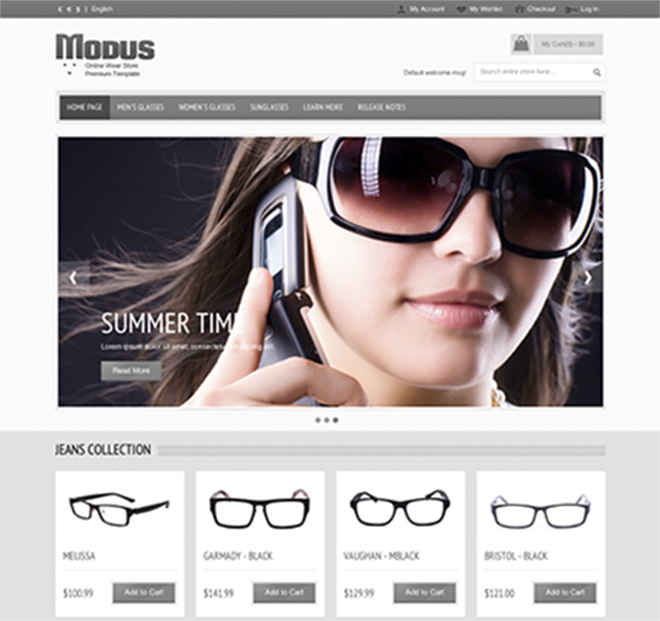 £ € $ | English
My Account My Wishlist Checkout Log In
MODUS
Online Wear Store
Premium Template
My Cart(0) - $0.00
Default welcome msg!
Search entire store here...
HOME PAGE MEN'S GLASSES WOMEN'S GLASSES SUNGLASSES LEARN MORE RELEASE NOTES
SUMMER TIME
Lorem ipsum dolor sit amet, consectetur adipiscing elit.
Read More
JEANS COLLECTION
MELISSA
GARMADY - BLACK
VAUGHAN - MBLACK
BRISTOL - BLACK
$100.99 Add to Cart
$141.99 Add to Cart
$129.99 Add to Cart
$121.00 Add to Cart